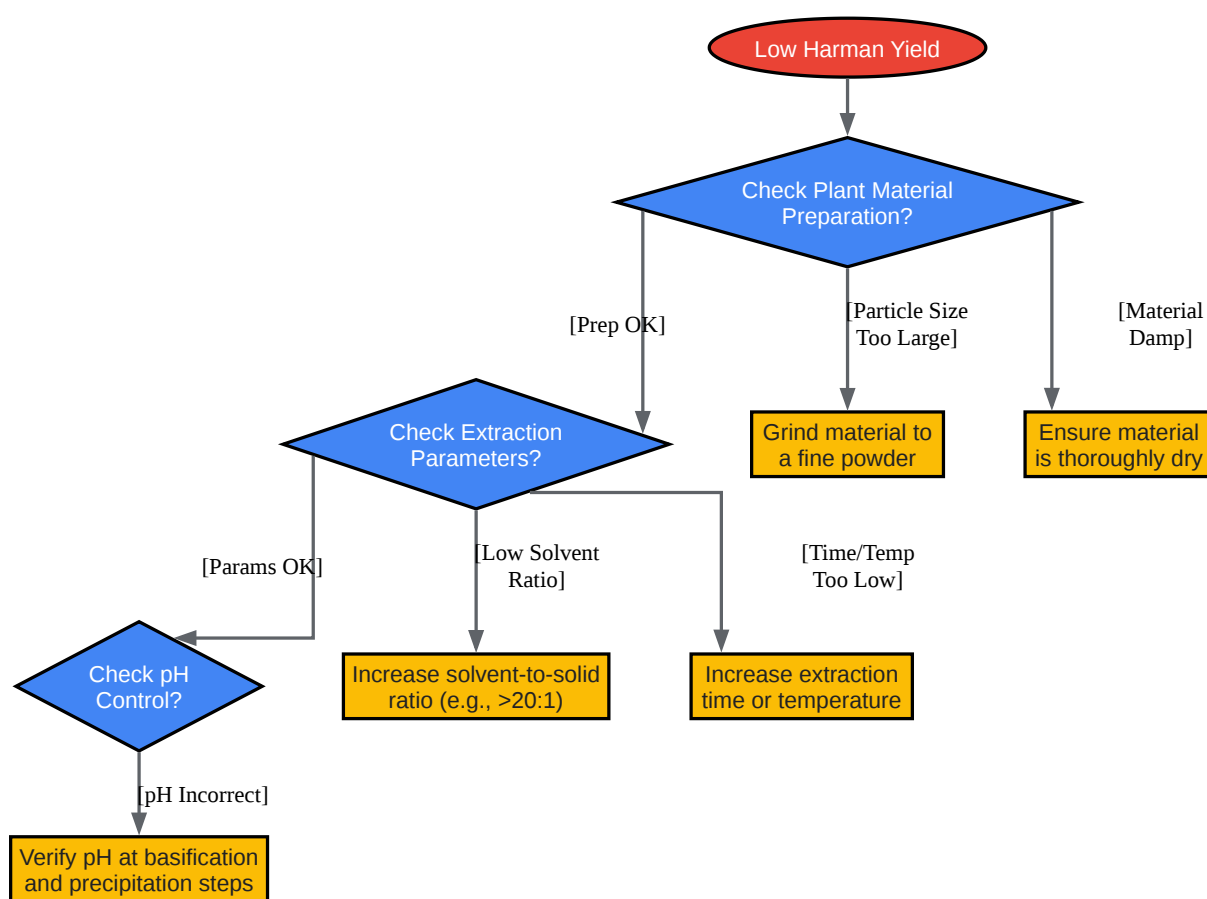 Low Harman Yield
Check Plant Material
Preparation?
[Prep OK]
[Particle Size
Too Large]
[Material
Damp]
Check Extraction
Parameters?
Grind material to
a fine powder
Ensure material
is thoroughly dry
[Params OK]
[Low Solvent
Ratio]
[Time/Temp
Too Low]
Check pH
Control?
Increase solvent-to-solid
ratio (e.g., >20:1)
Increase extraction
time or temperature
[pH Incorrect]
Verify pH at basification
and precipitation steps